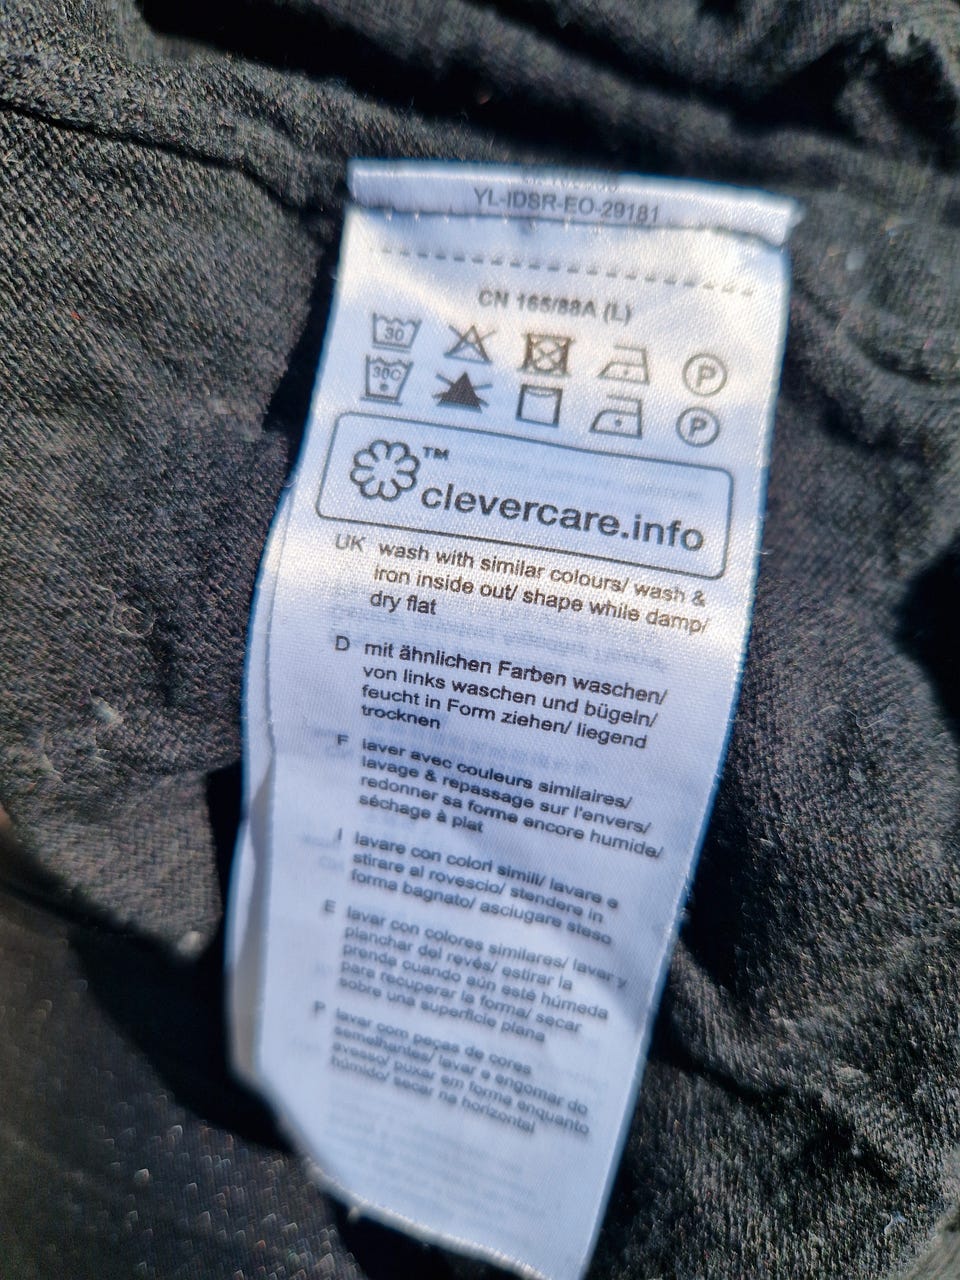 YL-IDSR-EO-29181
CN 165/88A (L)
30 P
30C P
™
clevercare.info
UK wash with similar colours/ wash &
iron inside out/ shape while damp/
dry flat
D mit ähnlichen Farben waschen/
von links waschen und bügeln/
feucht in Form ziehen/ liegend
trocknen
F laver avec couleurs similaires/
lavage & repassage sur l'envers/
redonner sa forme encore humide/
séchage à plat
I lavare con colori simili/ lavare e
stirare al rovescio/ stendere in
forma bagnato/ asciugare steso
E lavar con colores similares/ lavar y
planchar del revés/ estirar la
prenda cuando aún esté húmeda
para recuperar la forma/ secar
sobre una superficie plana
P lavar com peças de cores
semelhantes/ lavar e engomar do
avesso/ puxar em forma enquanto
húmido/ secar na horizontal